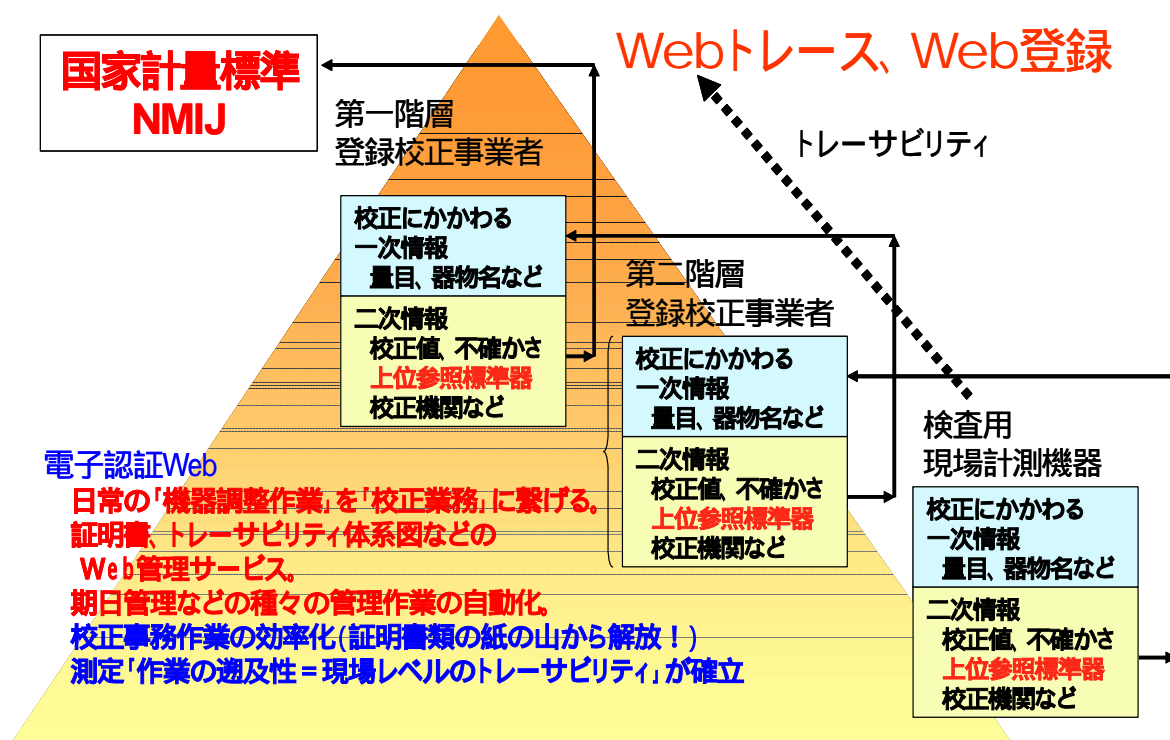 国家計量標準
NMIJ
Webトレース、Web登録
トレーサビリティ
第一階層
登録校正事業者
校正にかかわる
一次情報
量目、器物名など
二次情報
校正値、不確かさ
上位参照標準器
校正機関など
第二階層
登録校正事業者
校正にかかわる
一次情報
量目、器物名など
二次情報
校正値、不確かさ
上位参照標準器
校正機関など
検査用
現場計測機器
校正にかかわる
一次情報
量目、器物名など
二次情報
校正値、不確かさ
上位参照標準器
校正機関など
電子認証Web
日常の「機器調整作業」を「校正業務」に繋げる。
証明書、トレーサビリティ体系図などの
Web管理サービス。
期日管理などの種々の管理作業の自動化。
校正事務作業の効率化(証明書類の紙の山から解放!)
測定「作業の遡及性=現場レベルのトレーサビリティ」が確立